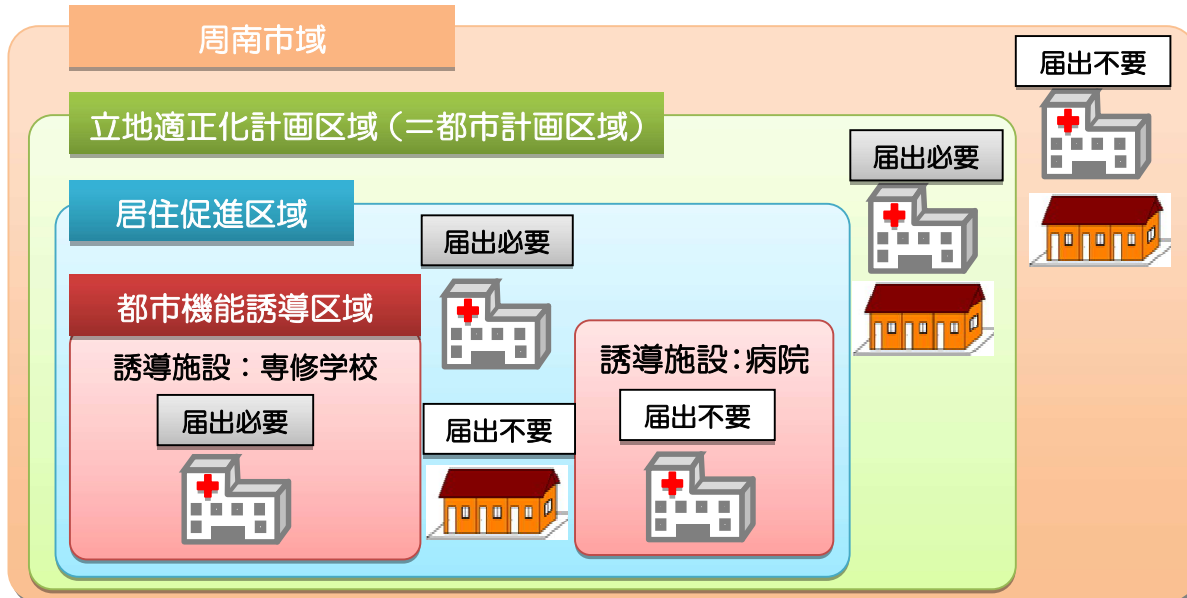 周南市域
届出不要
立地適正化計画区域（＝都市計画区域）
届出必要
居住促進区域
届出必要
都市機能誘導区域
誘導施設：専修学校
届出必要
届出不要
誘導施設：病院
届出不要